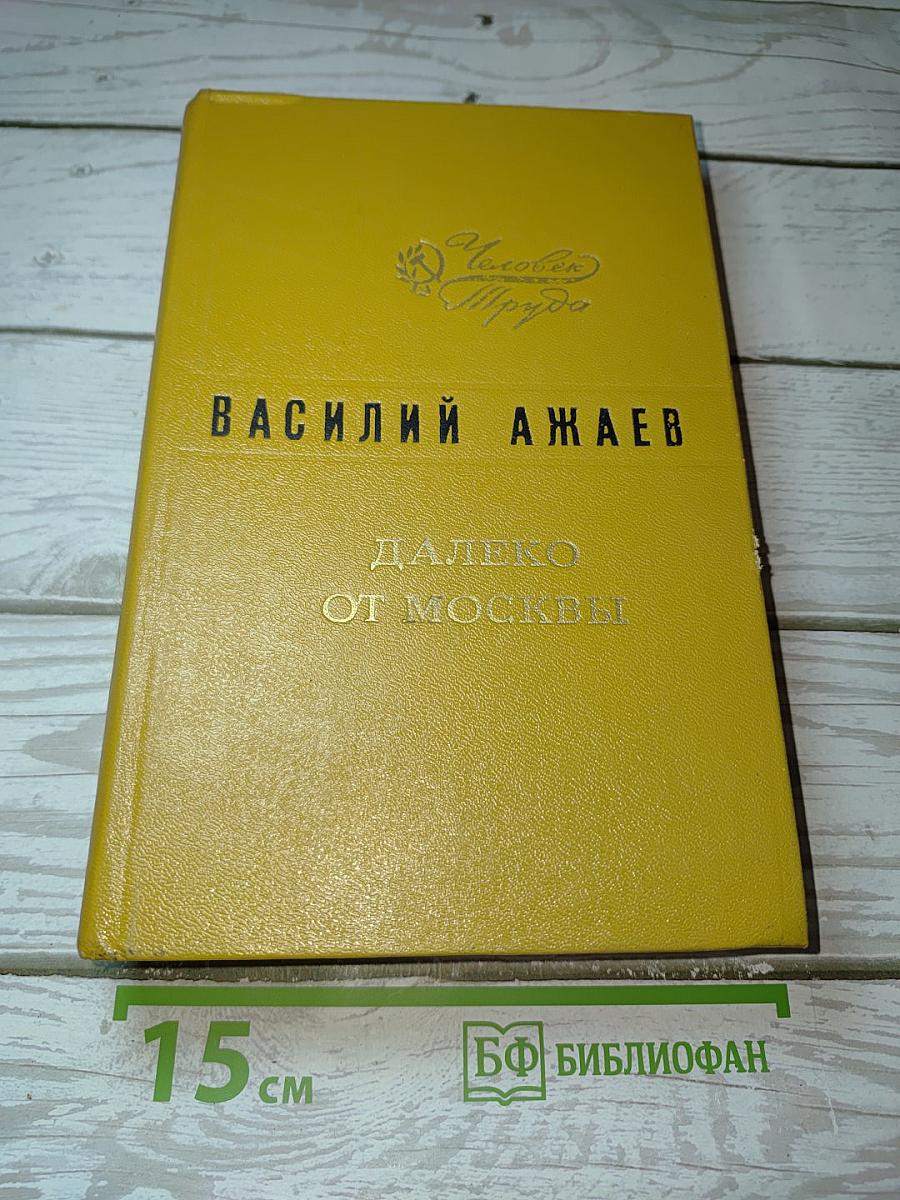 Человек
Труда
ВАСИЛИЙ АЖАЕВ
ДАЛЕКО
ОТ МОСКВЫ
15 см
БФ БИБЛИОФАН